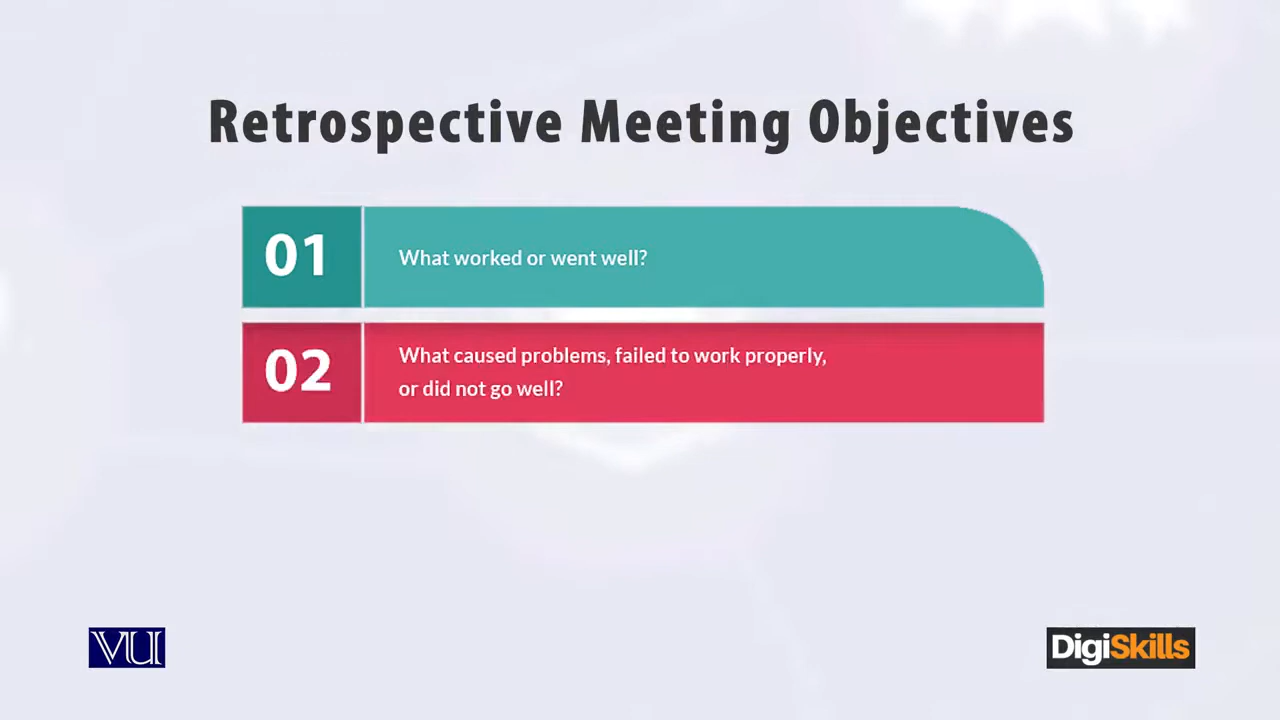 Retrospective Meeting Objectives
01
What worked or went well?
02
What caused problems, failed to work properly,
or did not go well?
VU
DigiSkills